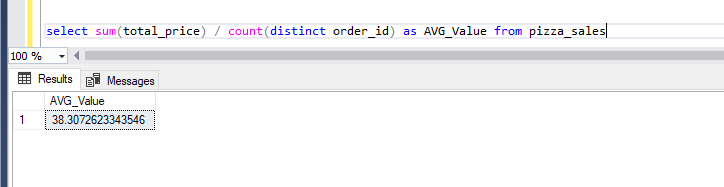 select sum(total_price) / count(distinct order_id) as AVG_Value from pizza_sales
100 %
Results Messages
AVG_Value
1 38.3072623343546